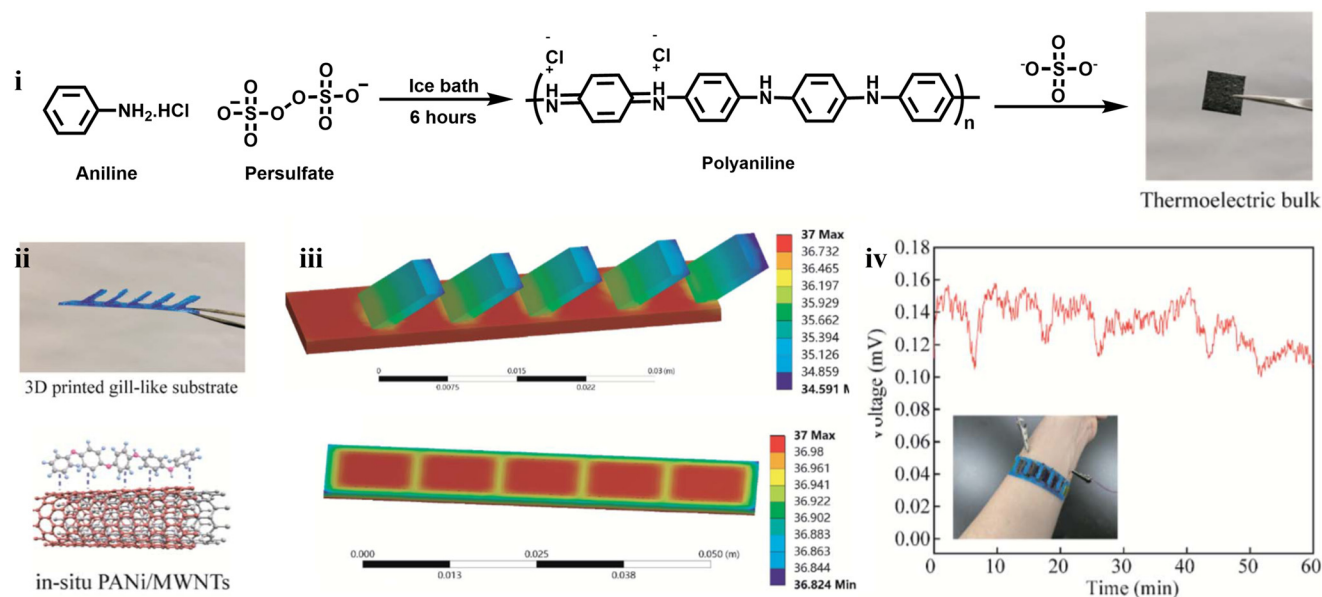 i
NH₂.HCl
Aniline
⁻O
S
O
O
O
O
S
O
O
O⁻
Persulfate
Ice bath
6 hours
⁻
Cl
+
H
N
⁻
Cl
+
H
N
H
N
H
N
n
Polyaniline
O
⁻O
S
O⁻
O
Thermoelectric bulk
ii
3D printed gill-like substrate
in-situ PANi/MWNTs
iii
37 Max
36.732
36.465
36.197
35.929
35.662
35.394
35.126
34.859
34.591 M
0 0.015 0.03 (m)
0.0075 0.022
37 Max
36.98
36.961
36.941
36.922
36.902
36.883
36.863
36.844
36.824 Min
0.000 0.025 0.050 (m)
0.013 0.038
iv
0.18
0.16
0.14
0.12
0.10
0.08
0.06
0.04
0.02
0.00
Voltage (mV)
0 10 20 30 40 50 60
Time (min)